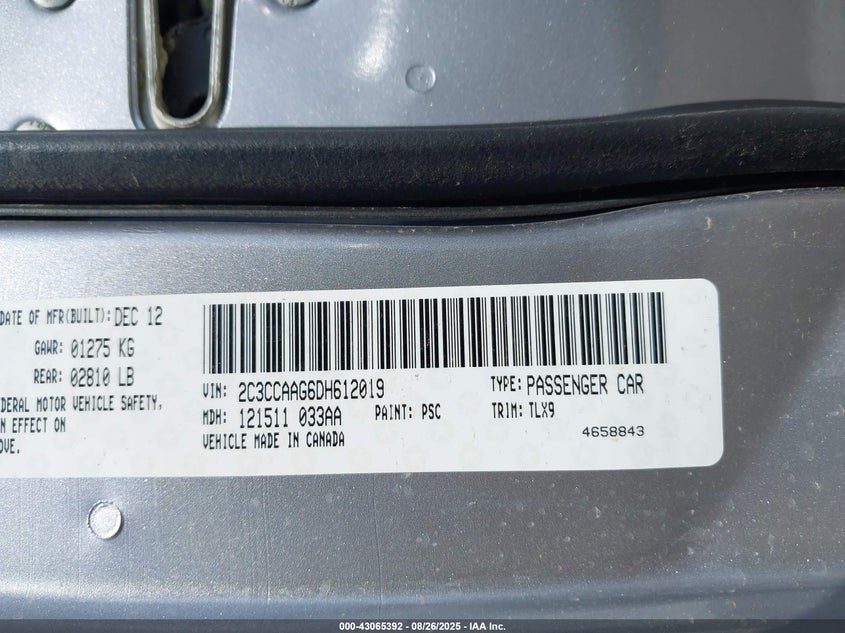 DATE OF MFR(BUILT): DEC 12
GAWR: 01275 KG
REAR: 02810 LB
VIN: 2C3CCAAG6DH612019 TYPE: PASSENGER CAR
DERAL MOTOR VEHICLE SAFETY,
MDH: 121511 033AA PAINT: PSC TRIM: TLX9
N EFFECT ON
VEHICLE MADE IN CANADA 4658843
OVE.
000-43065392 - 08/26/2025 - IAA Inc.